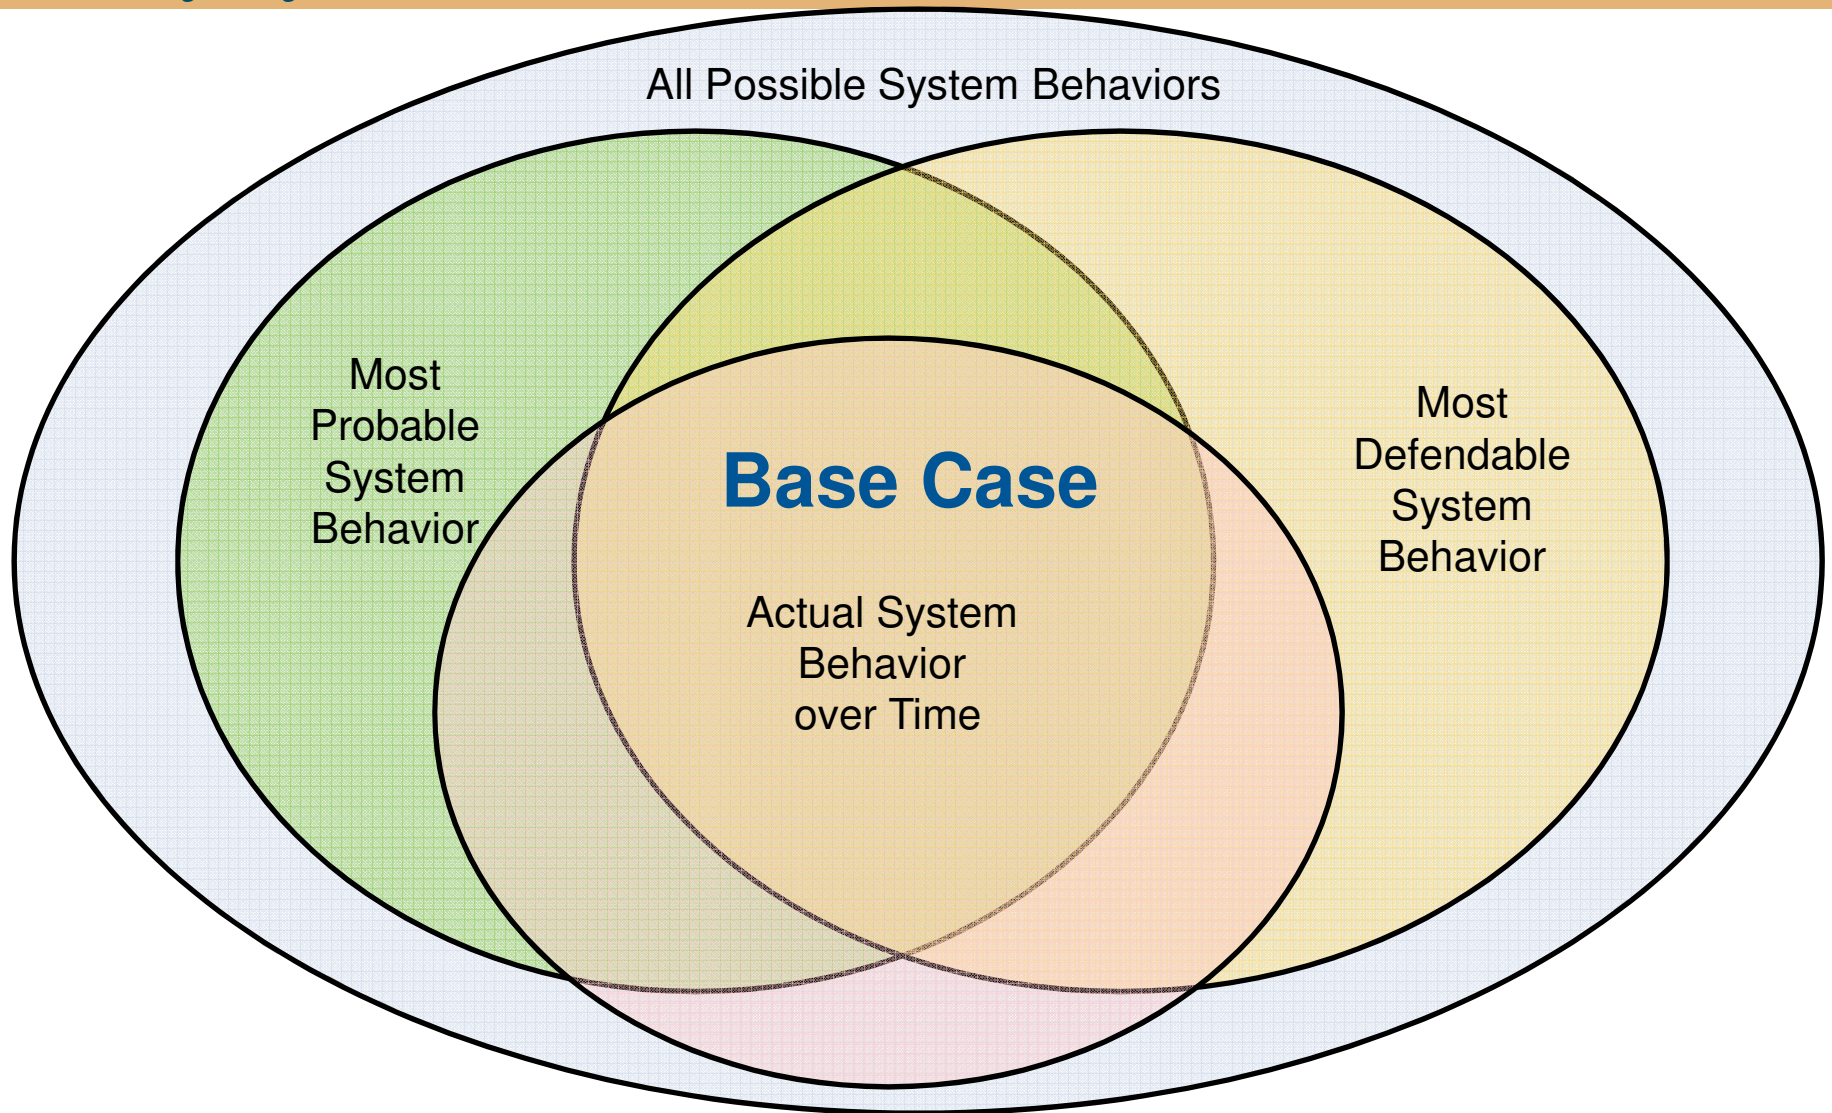 All Possible System Behaviors
Most
Probable
System
Behavior
Most
Defendable
System
Behavior
Base Case
Actual System
Behavior
over Time